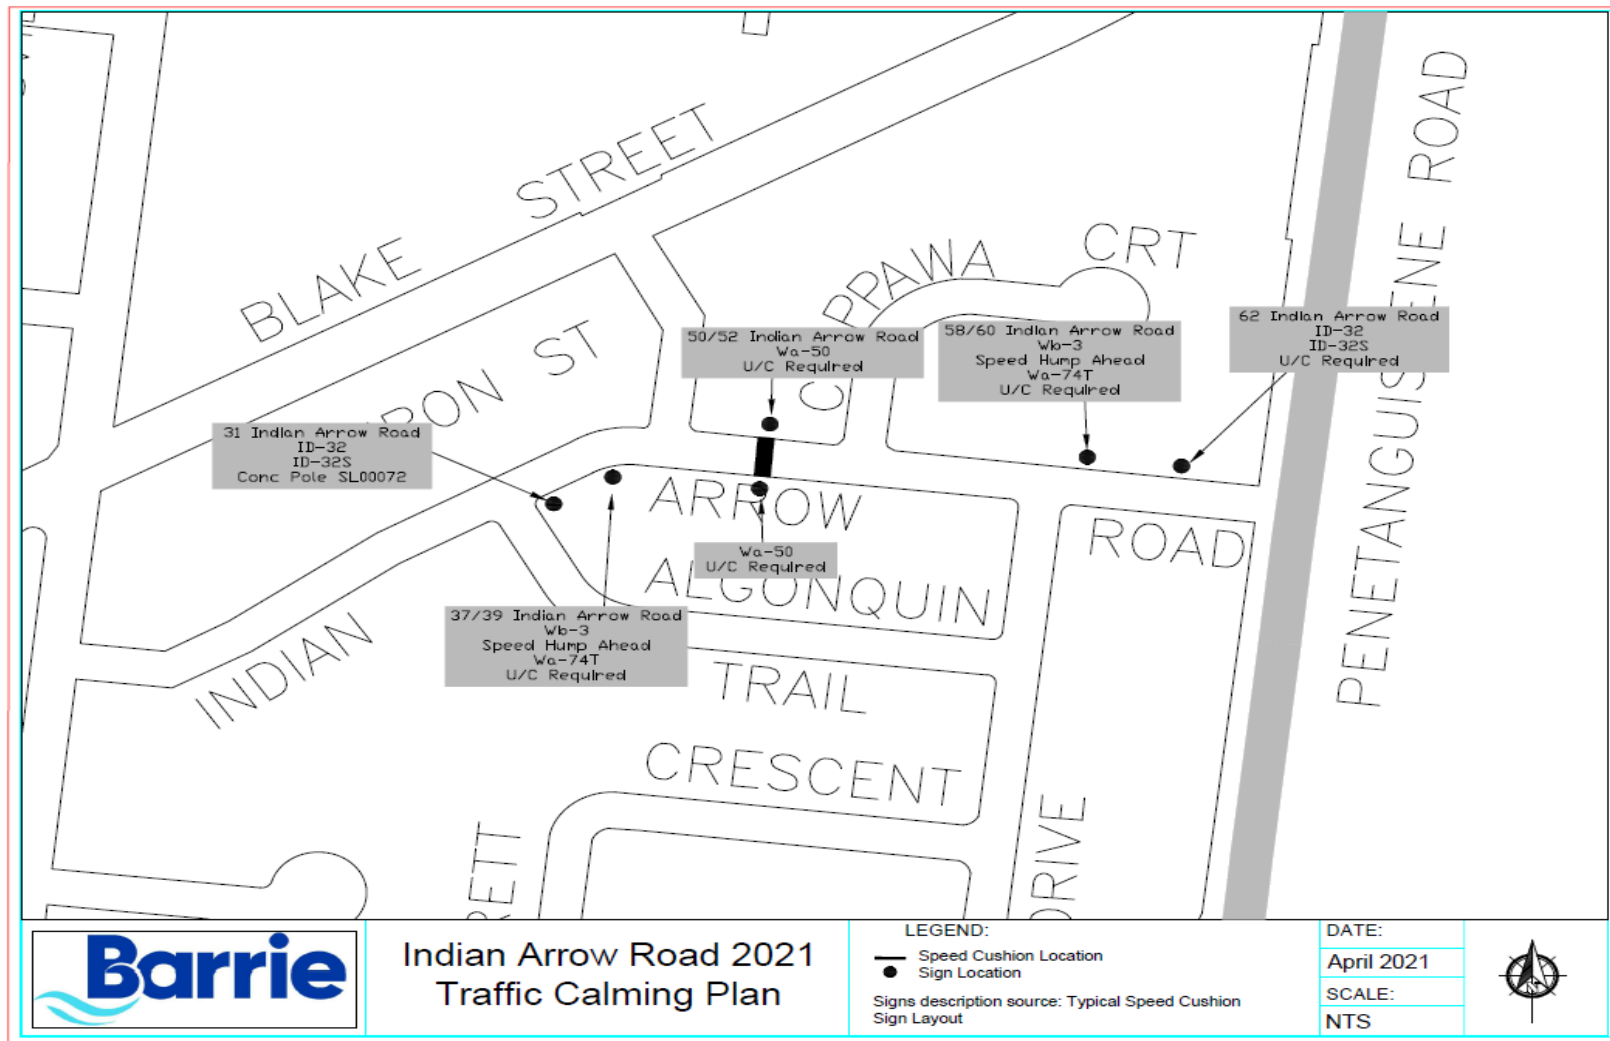 BLAKE STREET
CRT
PPAWA
C
PENETANGUISENE ROAD
ST
RON
50/52 Indian Arrow Road
Wa-50
U/C Required
58/60 Indian Arrow Road
Wb-3
Speed Hump Ahead
Wa-74T
U/C Required
62 Indian Arrow Road
ID-32
ID-32S
U/C Required
31 Indian Arrow Road
ID-32
ID-32S
Conc Pole SL00072
INDIAN ARROW ROAD
Wa-50
U/C Required
37/39 Indian Arrow Road
Wb-3
Speed Hump Ahead
Wa-74T
U/C Required
ALGONQUIN
TRAIL
CRESCENT
RETT
DRIVE
Barrie
Indian Arrow Road 2021
Traffic Calming Plan
LEGEND:
Speed Cushion Location
Sign Location
Signs description source: Typical Speed Cushion
Sign Layout
DATE:
April 2021
SCALE:
NTS
N